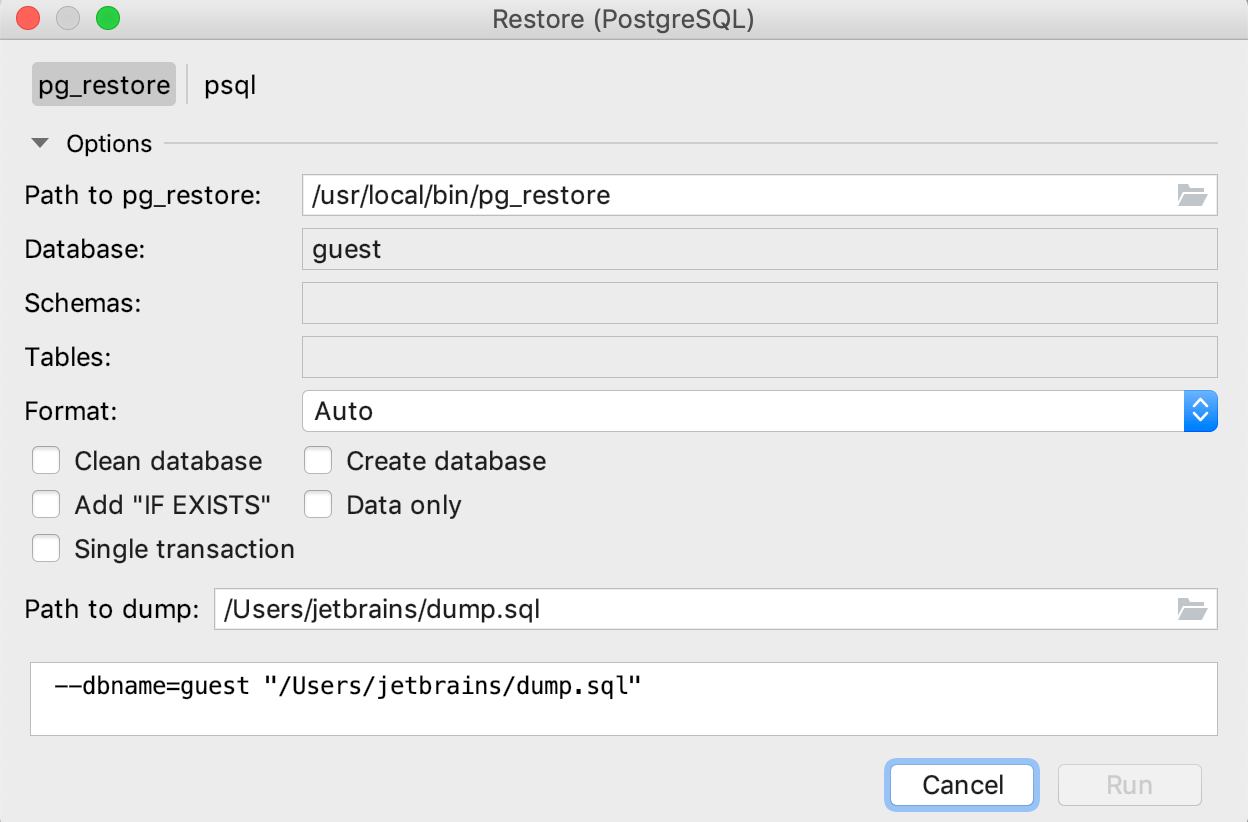 Restore (PostgreSQL)
pg_restore psql
Options
Path to pg_restore: /usr/local/bin/pg_restore
Database: guest
Schemas:
Tables:
Format: Auto
Clean database Create database
Add "IF EXISTS" Data only
Single transaction
Path to dump: /Users/jetbrains/dump.sql
--dbname=guest "/Users/jetbrains/dump.sql"
Cancel Run